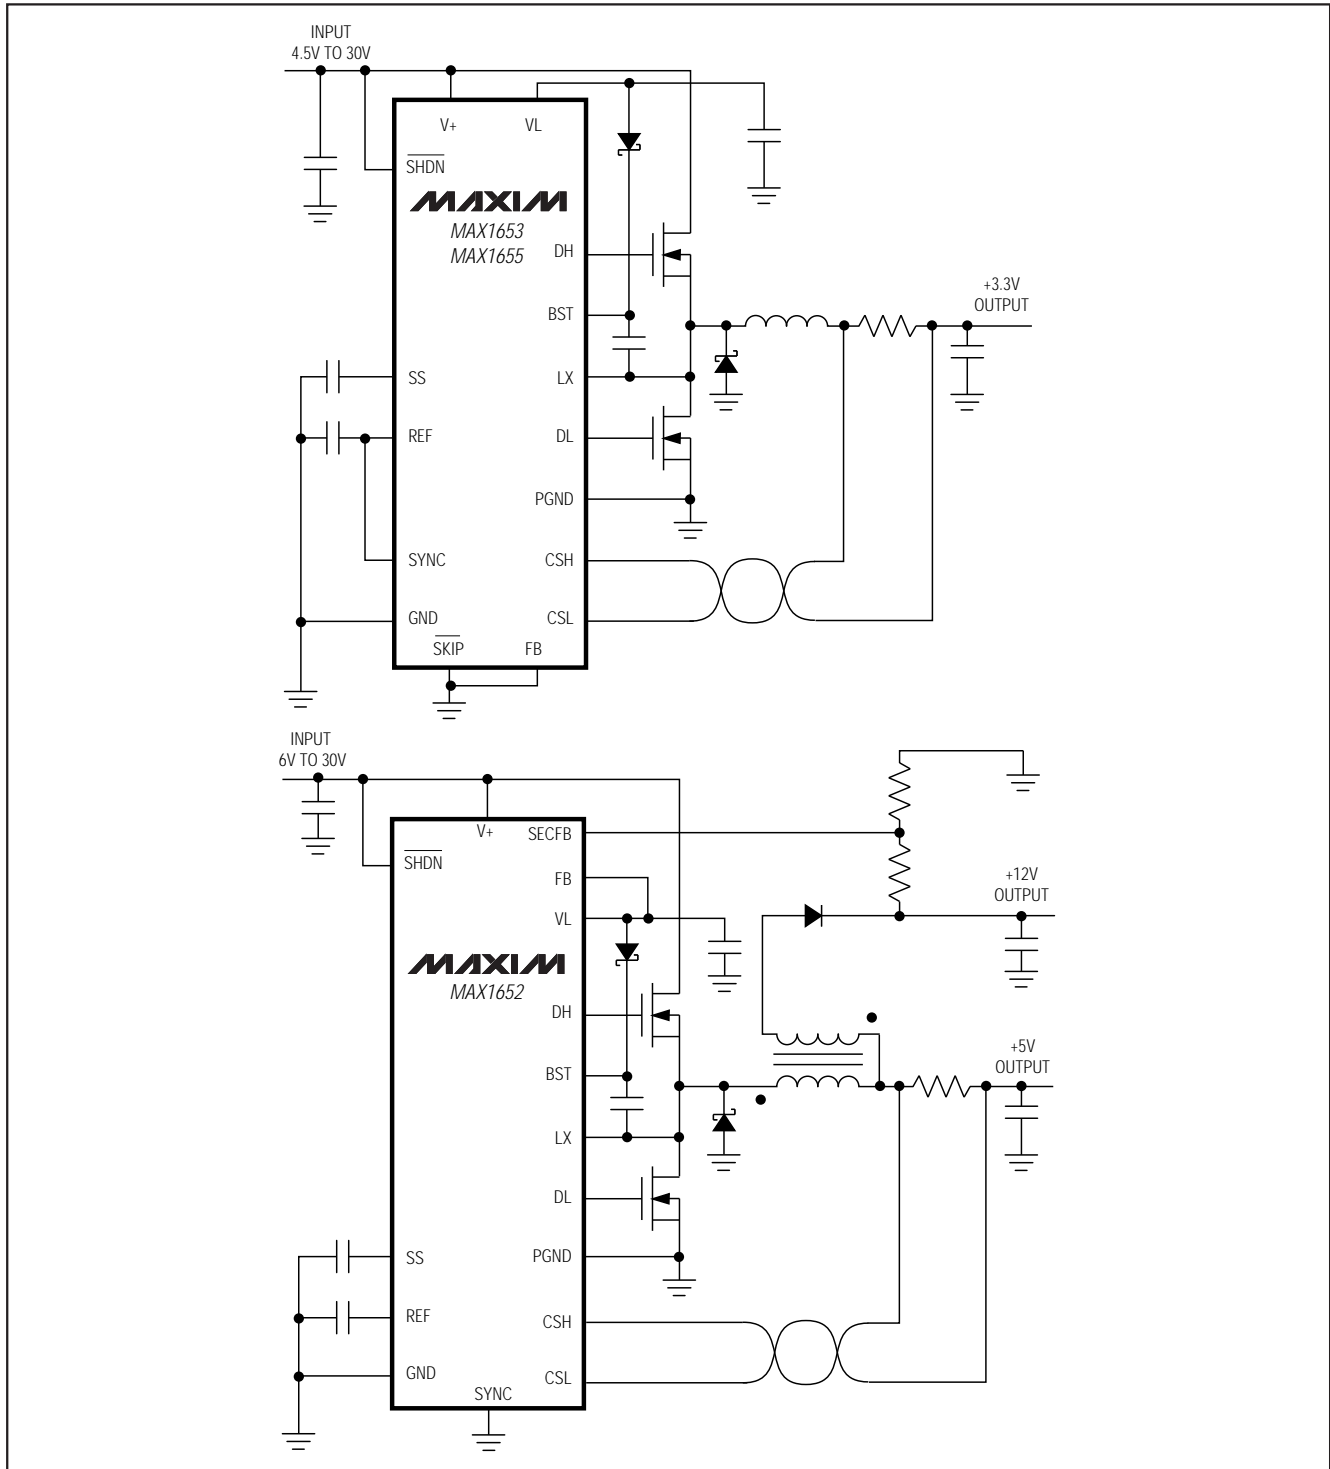 INPUT
4.5V TO 30V
V+
VL
SHDN
MAXIM
MAX1653
MAX1655
DH
BST
+3.3V
OUTPUT
SS
LX
REF
DL
PGND
SYNC
CSH
GND
CSL
SKIP
FB
INPUT
6V TO 30V
V+
SECFB
SHDN
FB
+12V
OUTPUT
VL
MAXIM
MAX1652
DH
+5V
OUTPUT
BST
LX
DL
SS
PGND
REF
CSH
GND
CSL
SYNC